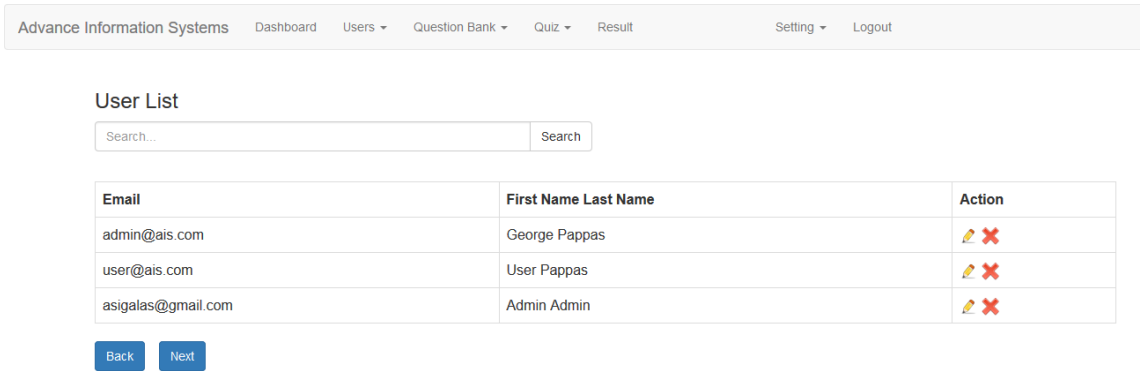 Advance Information Systems Dashboard Users Question Bank Quiz Result Setting Logout
User List
Search... Search
Email First Name Last Name Action
admin@ais.com George Pappas
user@ais.com User Pappas
asigalas@gmail.com Admin Admin
Back Next